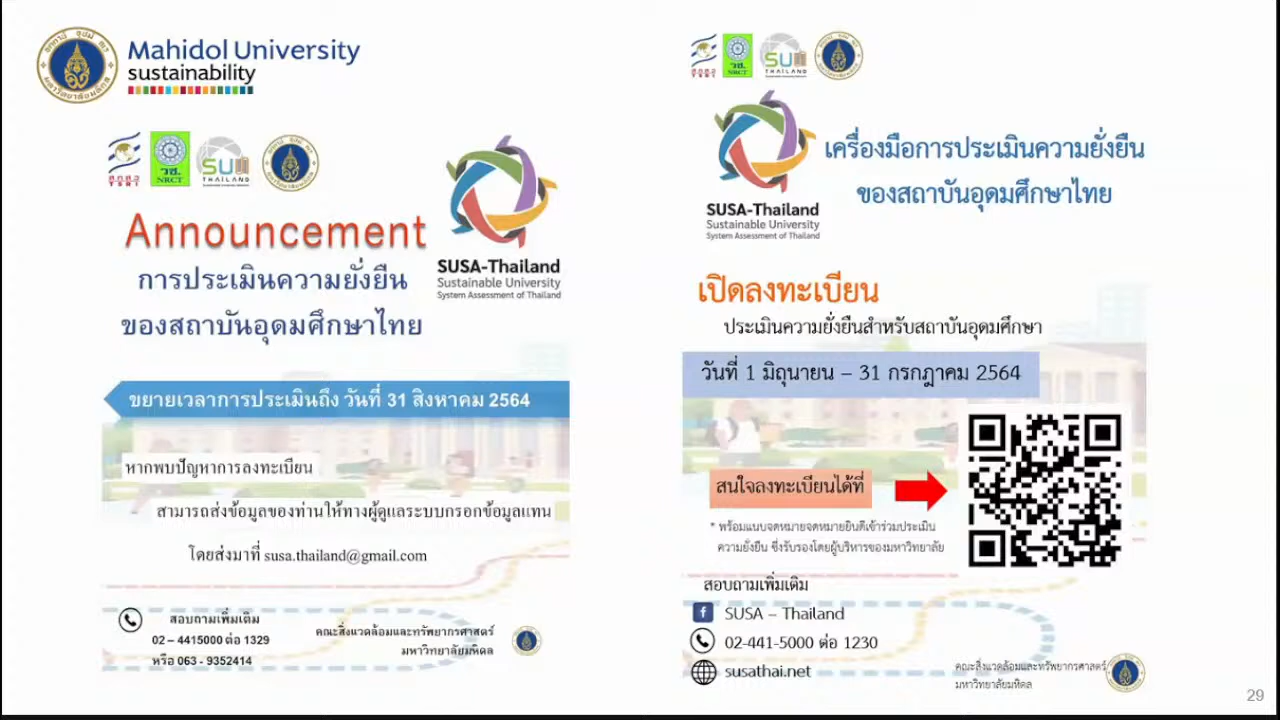 Mahidol University
sustainability
สกสว
TSRI
วช.
NRCT
SUN
THAILAND
Announcement
การประเมินความยั่งยืน
ของสถาบันอุดมศึกษาไทย
SUSA-Thailand
Sustainable University
System Assessment of Thailand
ขยายเวลาการประเมินถึง วันที่ 31 สิงหาคม 2564
หากพบปัญหาการลงทะเบียน
สามารถส่งข้อมูลของท่านให้ทางผู้ดูแลระบบกรอกข้อมูลแทน
โดยส่งมาที่ susa.thailand@gmail.com
สอบถามเพิ่มเติม
02 – 4415000 ต่อ 1329
หรือ 063 - 9352414
คณะสิ่งแวดล้อมและทรัพยากรศาสตร์
มหาวิทยาลัยมหิดล
สกสว
TSRI
วช.
NRCT
SUN
THAILAND
SUSA-Thailand
Sustainable University
System Assessment of Thailand
เครื่องมือการประเมินความยั่งยืน
ของสถาบันอุดมศึกษาไทย
เปิดลงทะเบียน
ประเมินความยั่งยืนสำหรับสถาบันอุดมศึกษา
วันที่ 1 มิถุนายน – 31 กรกฎาคม 2564
สนใจลงทะเบียนได้ที่
* พร้อมแนบจดหมายจดหมายยินดีเข้าร่วมประเมิน
ความยั่งยืน ซึ่งรับรองโดยผู้บริหารของมหาวิทยาลัย
สอบถามเพิ่มเติม
SUSA – Thailand
02-441-5000 ต่อ 1230
susathai.net
คณะสิ่งแวดล้อมและทรัพยากรศาสตร์
มหาวิทยาลัยมหิดล
29